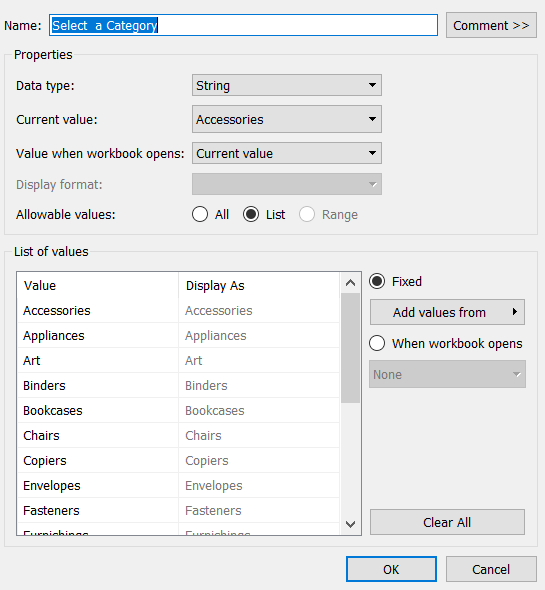 Name: Select  a Category Comment >>
Properties
Data type: String
Current value: Accessories
Value when workbook opens: Current value
Display format:
Allowable values: All List Range
List of values
Value Display As
Accessories Accessories
Appliances Appliances
Art Art
Binders Binders
Bookcases Bookcases
Chairs Chairs
Copiers Copiers
Envelopes Envelopes
Fasteners Fasteners
Furnishings Furnishings
Fixed
Add values from
When workbook opens
None
Clear All
OK Cancel